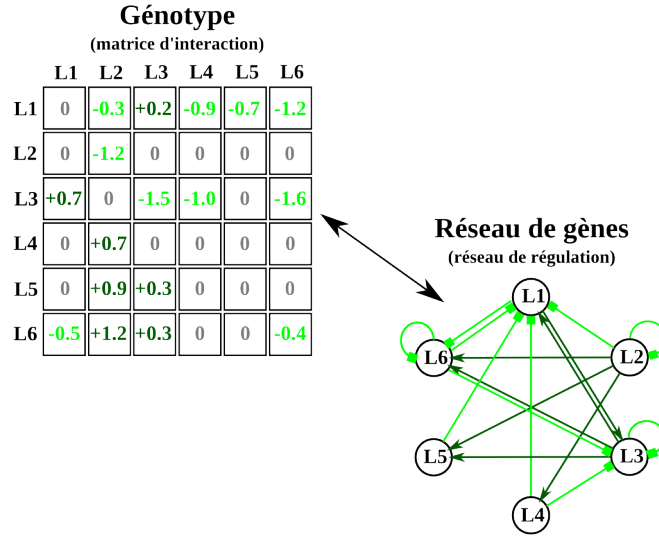 Génotype
(matrice d'interaction)
L1 L2 L3 L4 L5 L6
L1 0 -0.3 +0.2 -0.9 -0.7 -1.2
L2 0 -1.2 0 0 0 0
L3 +0.7 0 -1.5 -1.0 0 -1.6
L4 0 +0.7 0 0 0 0
L5 0 +0.9 +0.3 0 0 0
L6 -0.5 +1.2 +0.3 0 0 -0.4
Réseau de gènes
(réseau de régulation)
L1
L6 L2
L5 L3
L4